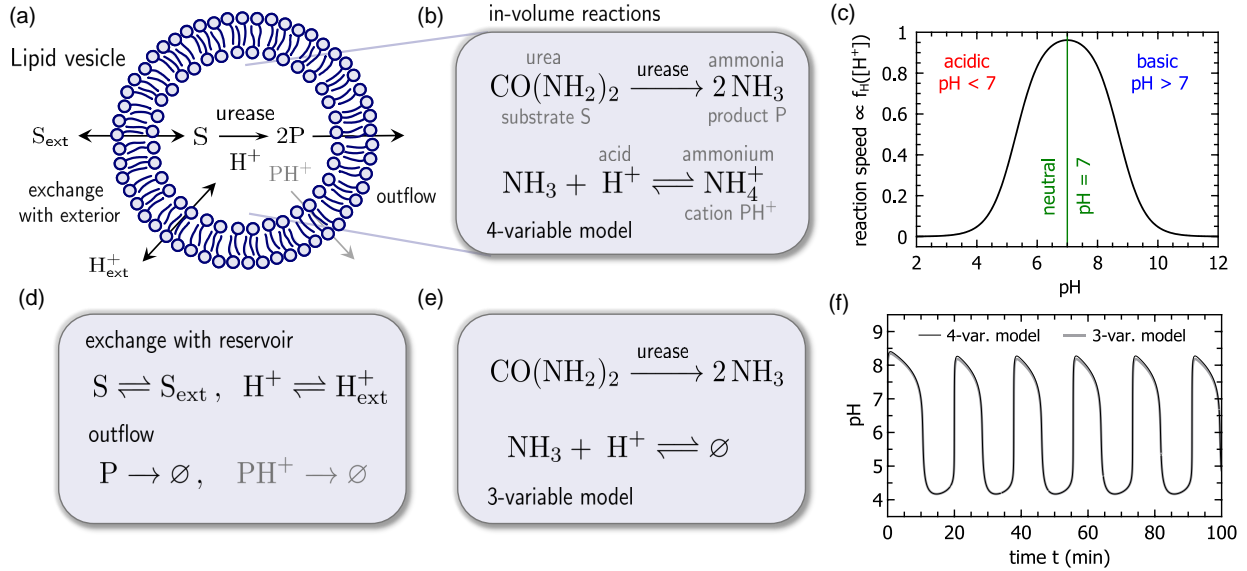 (a)
Lipid vesicle
S_ext
S
urease
2P
H⁺
PH⁺
exchange
with exterior
outflow
H⁺_ext
(b)
in-volume reactions
urea
CO(NH₂)₂
substrate S
urease
ammonia
2 NH₃
product P
acid
ammonium
NH₃ + H⁺ ⇌ NH₄⁺
cation PH⁺
4-variable model
(c)
reaction speed ∝ f_H([H⁺])
1
0.8
0.6
0.4
0.2
0
acidic
pH < 7
basic
pH > 7
neutral
pH = 7
2 4 6 8 10 12
pH
(d)
exchange with reservoir
S ⇌ S_ext , H⁺ ⇌ H⁺_ext
outflow
P → ∅ , PH⁺ → ∅
(e)
urease
CO(NH₂)₂ → 2 NH₃
NH₃ + H⁺ ⇌ ∅
3-variable model
(f)
4-var. model 3-var. model
pH
9
8
7
6
5
4
0 20 40 60 80 100
time t (min)